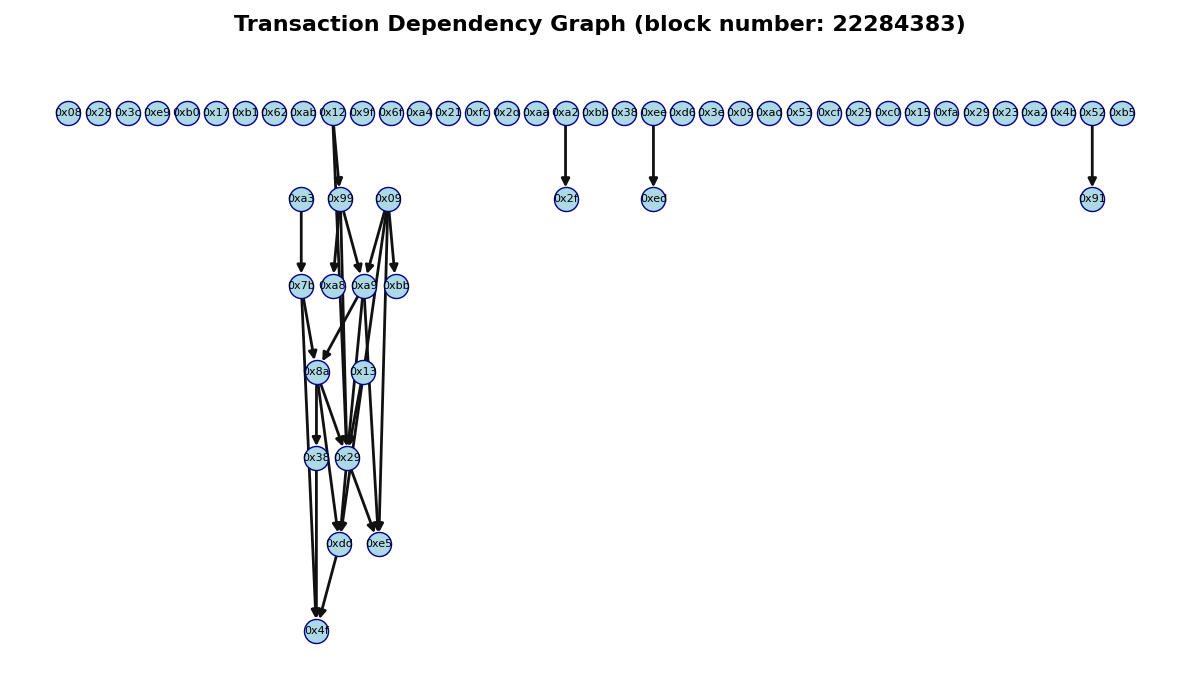 Transaction Dependency Graph (block number: 22284383)
0x08 0x28 0x3c 0xe9 0xb0 0x17 0xb1 0x62 0xab 0x12 0x9f 0x6f 0xa4 0x21 0xfc 0x2d 0xaa 0xa2 0xbb 0x38 0xee 0xd6 0x3e 0x09 0xad 0x53 0xcf 0x25 0xc0 0x15 0xfa 0x29 0x23 0xa2 0x4b 0x52 0xb5
0xa3 0x99 0x09 0x2f 0xed 0x91
0x7b 0xa8 0xa9 0xbb
0x8a 0x13
0x38 0x29
0xdd 0xe5
0x4f